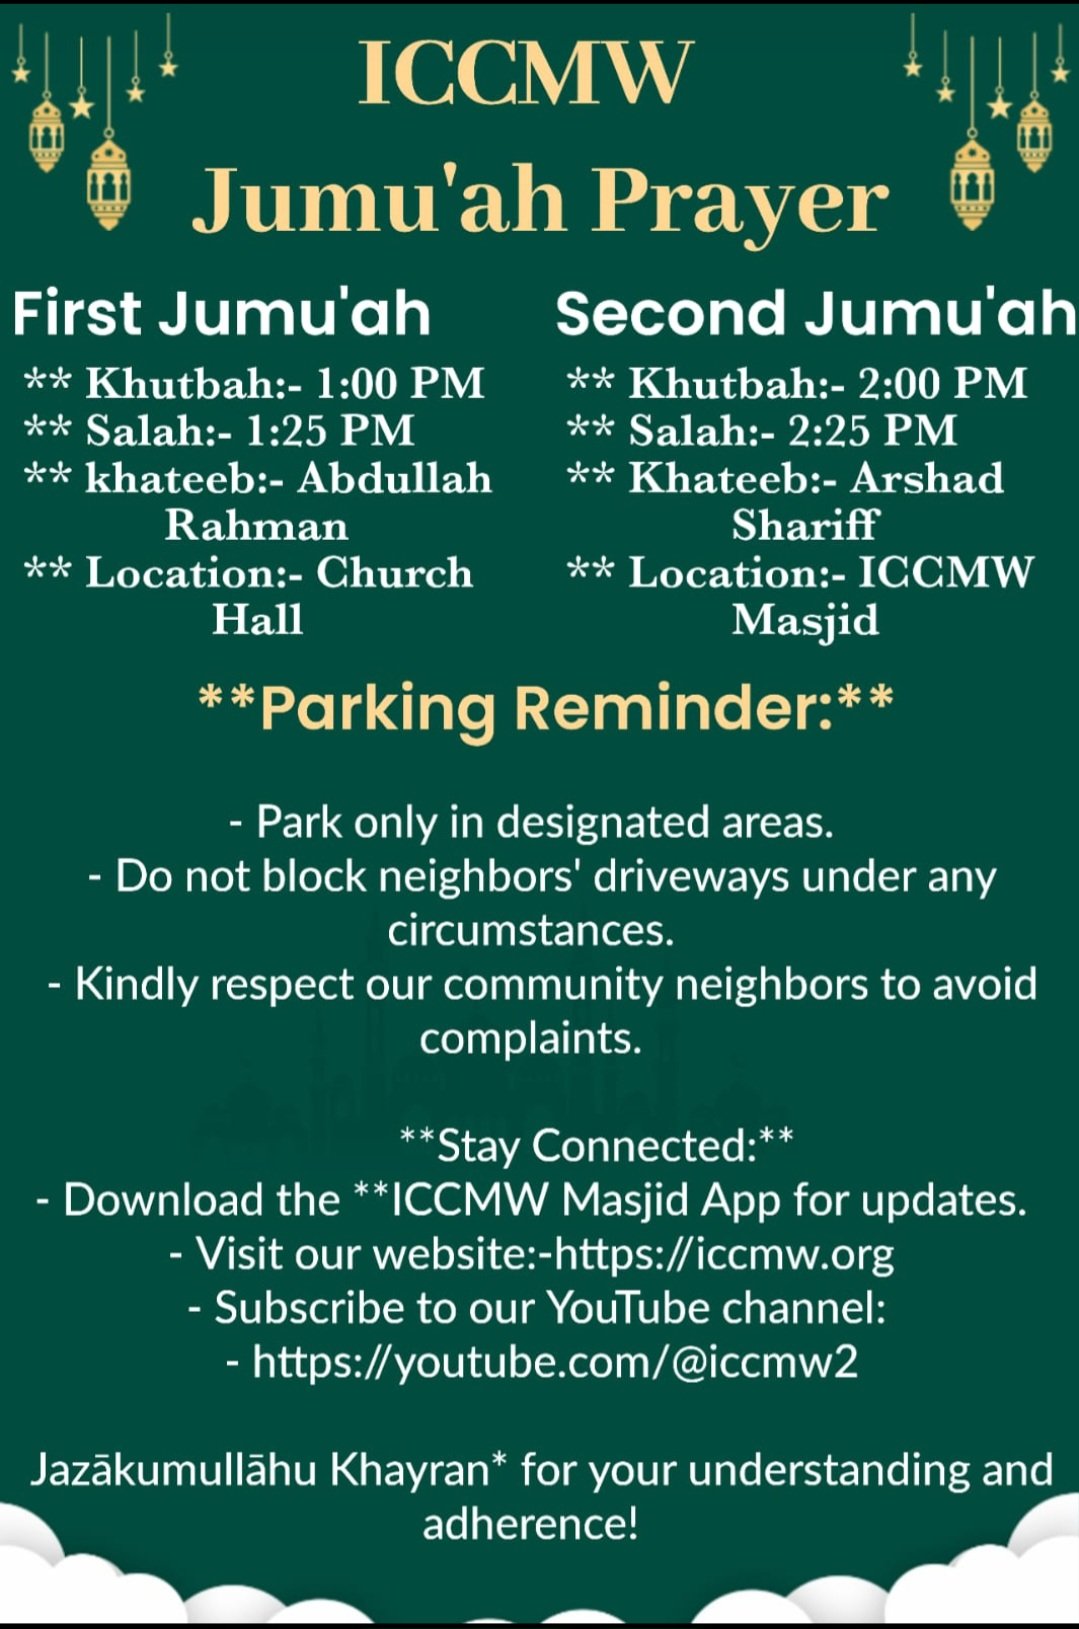 ICCMW
Jumu'ah Prayer
First Jumu'ah
** Khutbah:- 1:00 PM
** Salah:- 1:25 PM
** khateeb:- Abdullah
Rahman
** Location:- Church
Hall
Second Jumu'ah
** Khutbah:- 2:00 PM
** Salah:- 2:25 PM
** Khateeb:- Arshad
Shariff
** Location:- ICCMW
Masjid
**Parking Reminder:**
- Park only in designated areas.
- Do not block neighbors' driveways under any
circumstances.
- Kindly respect our community neighbors to avoid
complaints.
**Stay Connected:**
- Download the **ICCMW Masjid App for updates.
- Visit our website:-https://iccmw.org
- Subscribe to our YouTube channel:
- https://youtube.com/@iccmw2
Jazākumullāhu Khayran* for your understanding and
adherence!